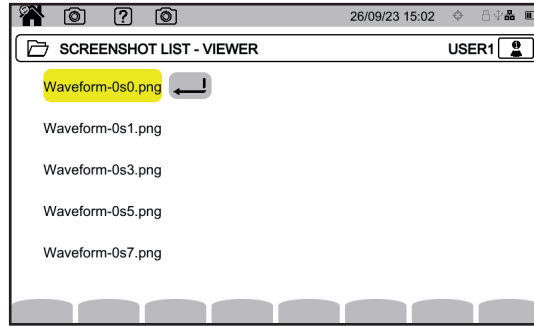 26/09/23 15:02
SCREENSHOT LIST - VIEWER USER1
Waveform-0s0.png
Waveform-0s1.png
Waveform-0s3.png
Waveform-0s5.png
Waveform-0s7.png